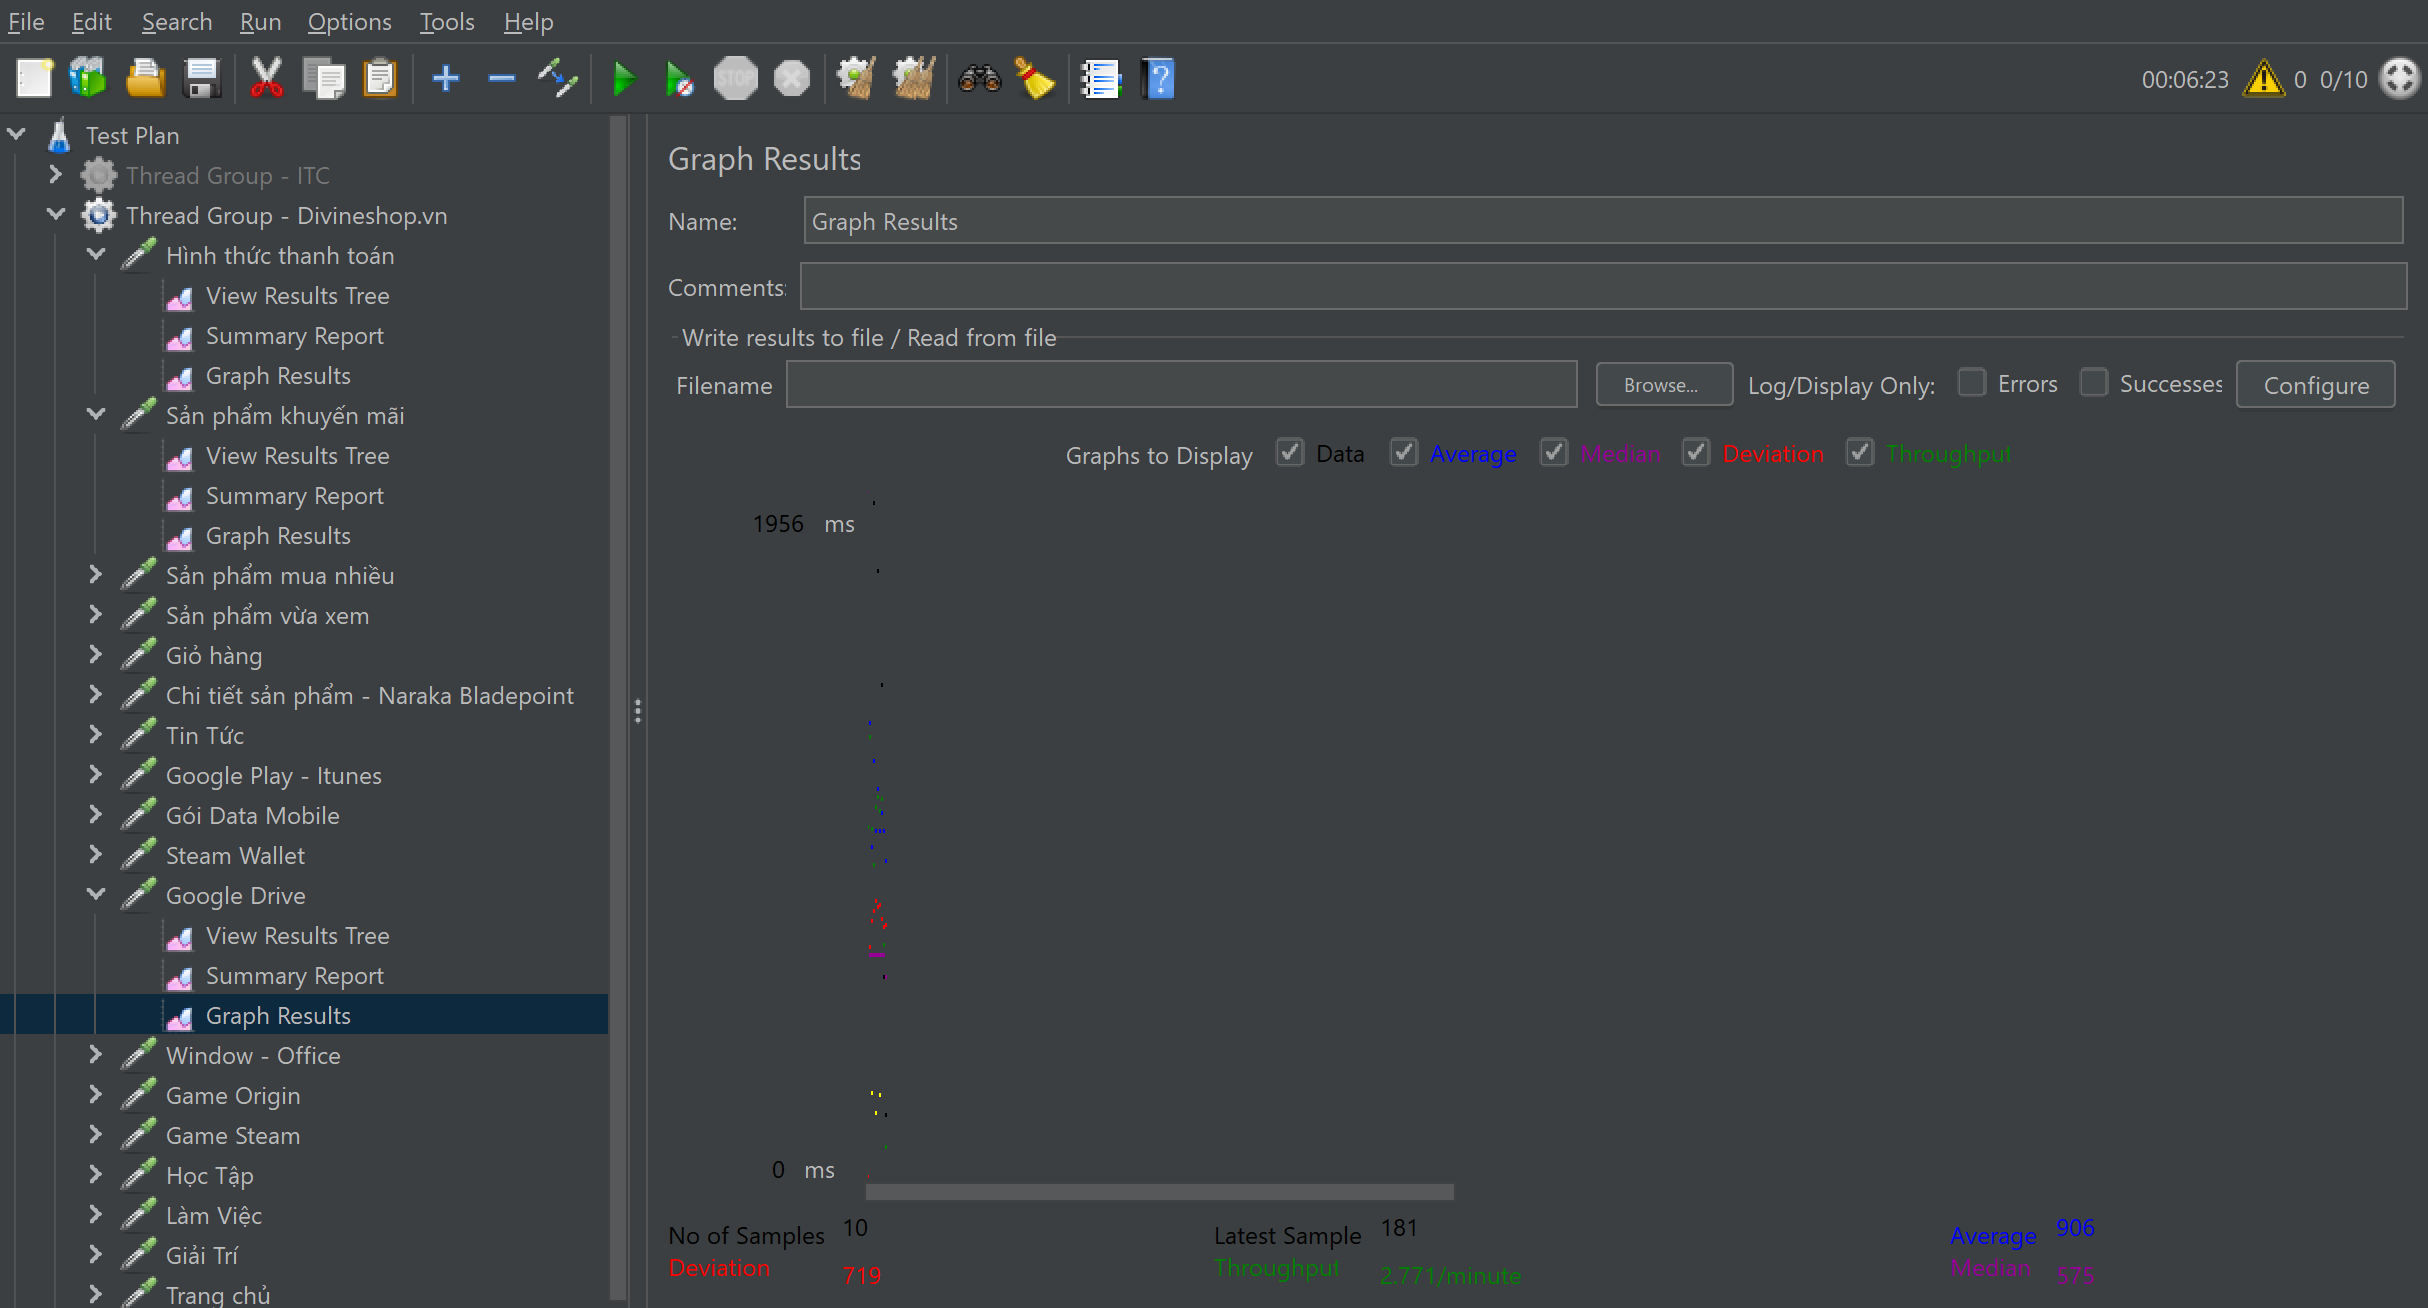 File Edit Search Run Options Tools Help
STOP
00:06:23 0 0/10
Test Plan
Thread Group - ITC
Thread Group - Divineshop.vn
Hình thức thanh toán
View Results Tree
Summary Report
Graph Results
Sản phẩm khuyến mãi
View Results Tree
Summary Report
Graph Results
Sản phẩm mua nhiều
Sản phẩm vừa xem
Giỏ hàng
Chi tiết sản phẩm - Naraka Bladepoint
Tin Tức
Google Play - Itunes
Gói Data Mobile
Steam Wallet
Google Drive
View Results Tree
Summary Report
Graph Results
Window - Office
Game Origin
Game Steam
Học Tập
Làm Việc
Giải Trí
Trang chủ
Graph Results
Name: Graph Results
Comments:
Write results to file / Read from file
Filename Browse... Log/Display Only: Errors Successes Configure
Graphs to Display Data Average Median Deviation Throughput
1956 ms
0 ms
No of Samples 10 Latest Sample 181 Average 906
Deviation 719 Throughput 2.771/minute Median 575